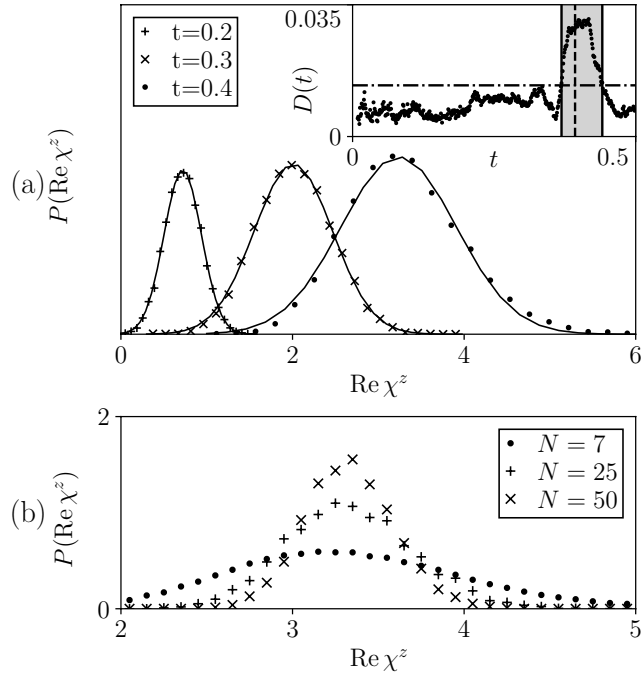 (a)
P(Re χ^z)
t=0.2
t=0.3
t=0.4
0.035
D(t)
0
0
t
0.5
0
2
4
6
Re χ^z
(b)
P(Re χ^z)
2
0
N = 7
N = 25
N = 50
2
3
4
5
Re χ^z